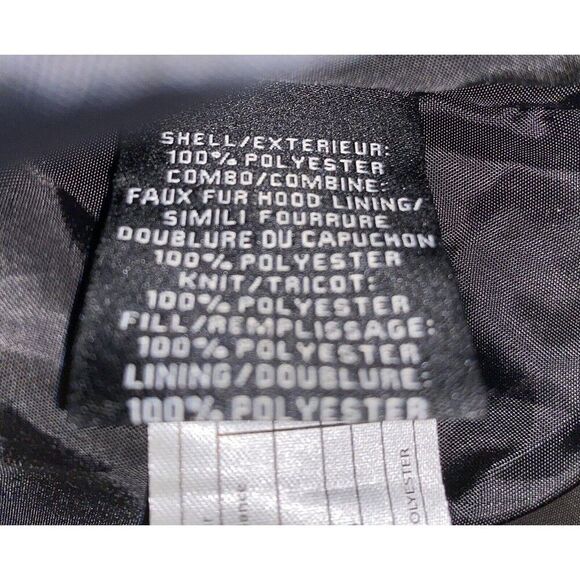 SHELL/EXTERIEUR:
100% POLYESTER
COMBO/COMBINE:
FAUX FUR HOOD LINING/
SIMILI FOURRURE
DOUBLURE DU CAPUCHON
100% POLYESTER
KNIT/TRICOT:
100% POLYESTER
FILL/REMPLISSAGE:
100% POLYESTER
LINING/DOUBLURE:
100% POLYESTER
POLYESTER